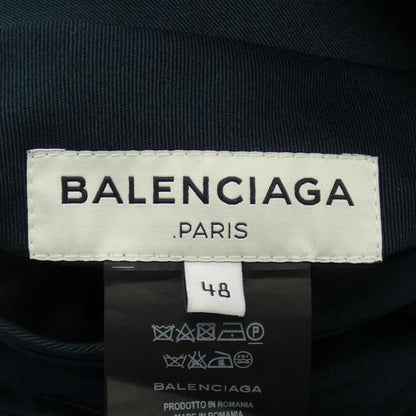 BALENCIAGA
.PARIS
48
BALENCIAGA
PRODOTTO IN ROMANIA
MADE IN ROMANIA